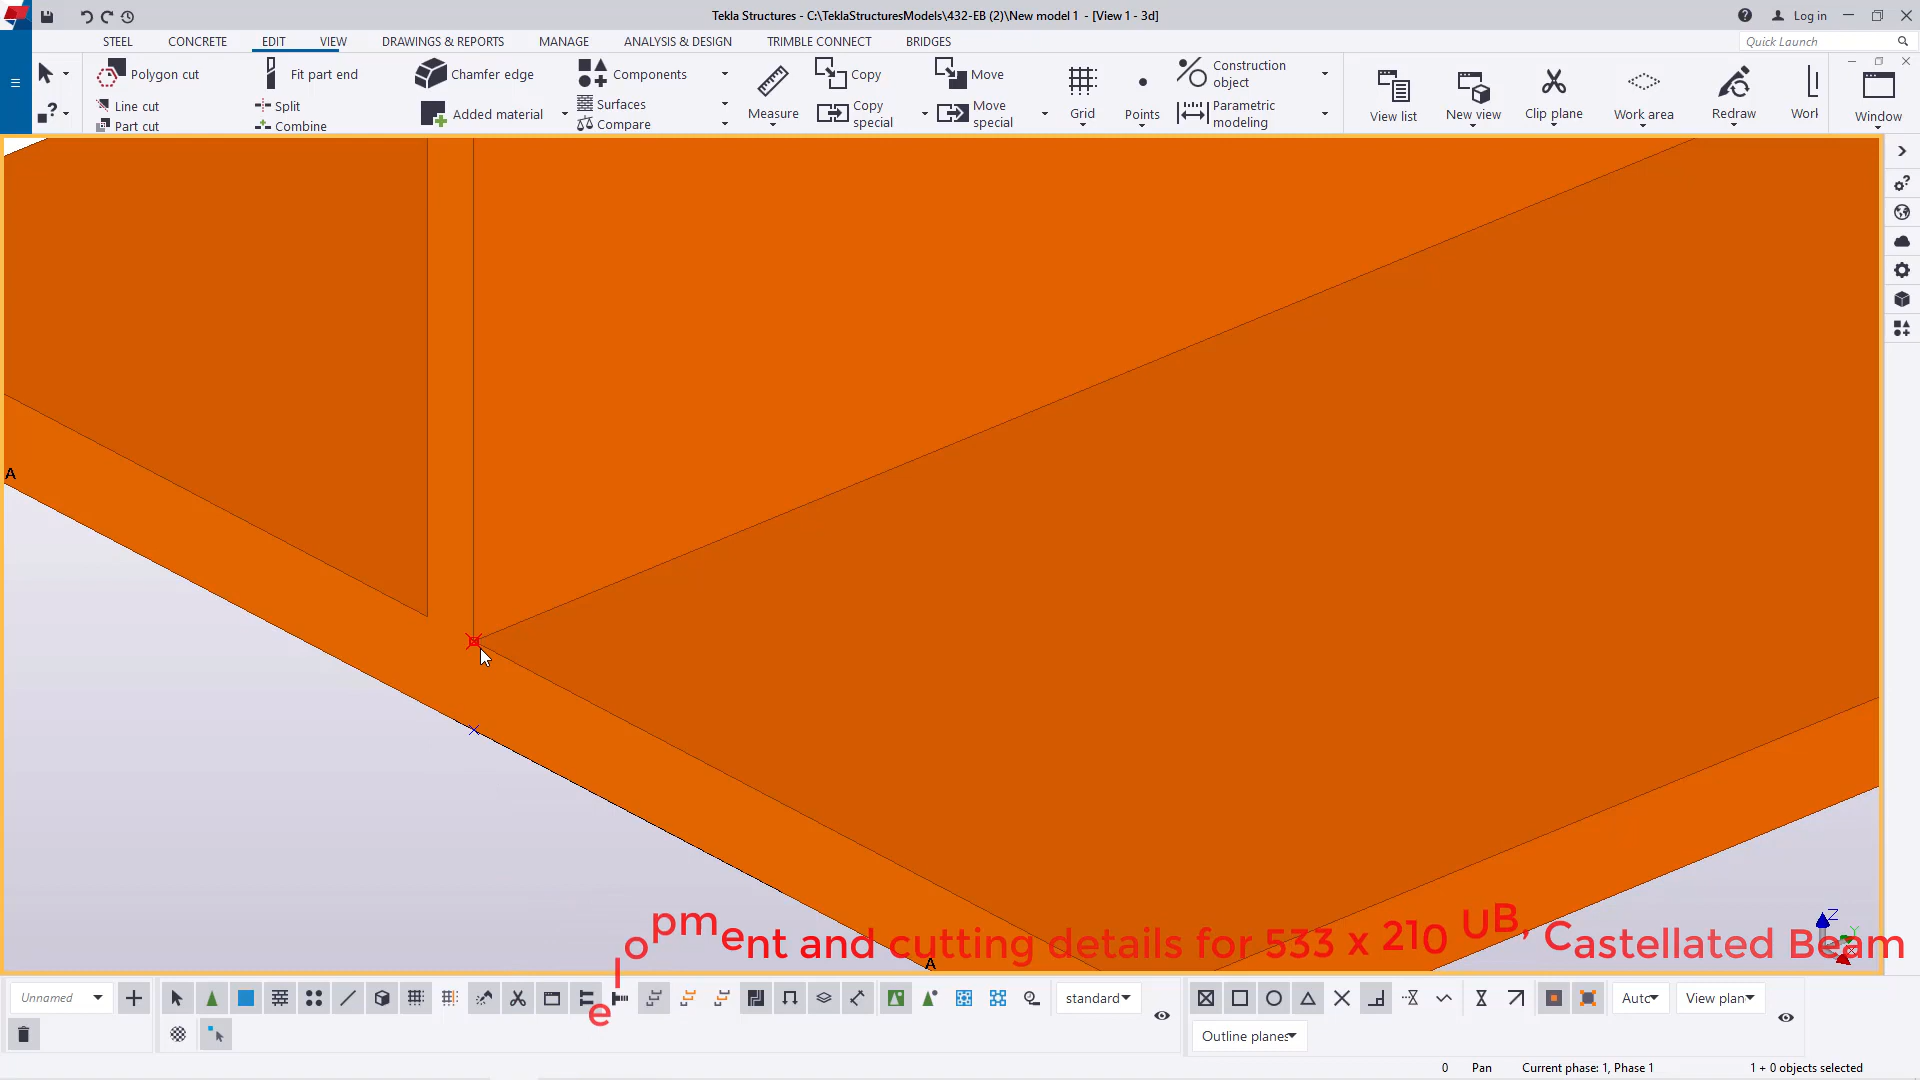 Tekla Structures - C:\TeklaStructuresModels\432-EB (2)\New model 1 - [View 1 - 3d]
Log in
STEEL CONCRETE EDIT VIEW DRAWINGS & REPORTS MANAGE ANALYSIS & DESIGN TRIMBLE CONNECT BRIDGES
Quick Launch
Polygon cut
Line cut
Part cut
Fit part end
Split
Combine
Chamfer edge
Added material
Components
Surfaces
Compare
Measure
Copy
Copy special
Move
Move special
Grid
Points
Construction object
Parametric modeling
View list
New view
Clip plane
Work area
Redraw
Worl
Window
A
A
Z
Y
X
elopment and cutting details for 533 x 210 UB, Castellated Beam
Unnamed
standard
Auto
View plan
Outline planes
0 Pan Current phase: 1, Phase 1 1 + 0 objects selected